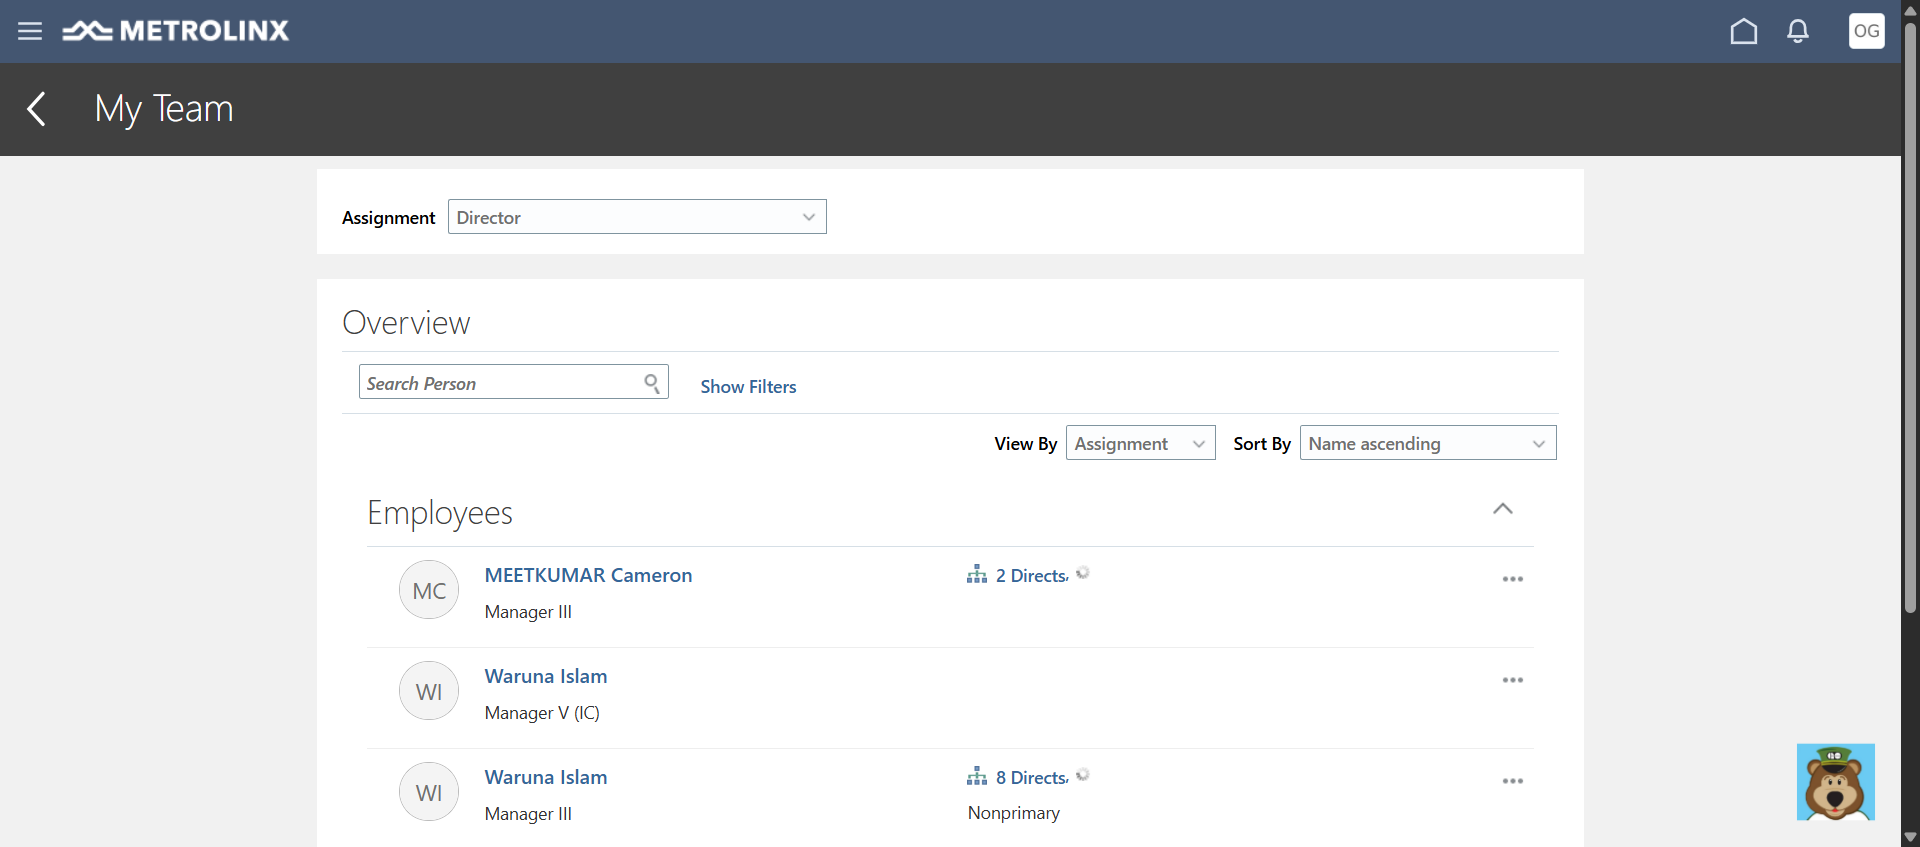 METROLINX
OG
My Team
Assignment Director
Overview
Search Person Show Filters
View By Assignment Sort By Name ascending
Employees
MC MEETKUMAR Cameron 2 Directs,
Manager III
WI Waruna Islam
Manager V (IC)
WI Waruna Islam 8 Directs,
Manager III Nonprimary